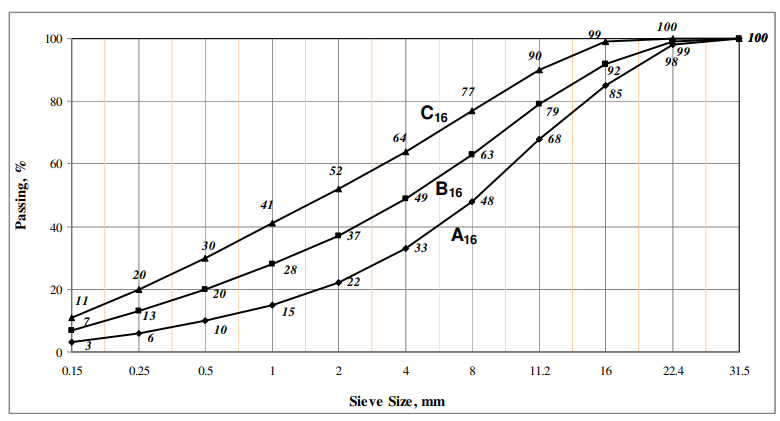 99 100
100 100
90 99
92 98
80 77 85
C16 79
64 68
60 63
52 B16
49 48
41 A16
40 37
30 33
28
20 20 20 22
11 13 15
7 10
3 6
0
0.15 0.25 0.5 1 2 4 8 11.2 16 22.4 31.5
Passing, %
Sieve Size, mm